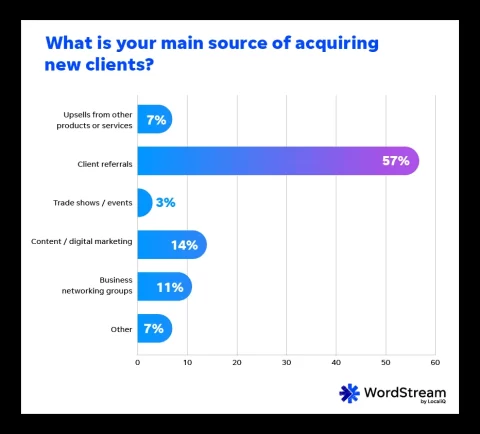 What is your main source of acquiring
new clients?
Upsells from other
products or services
7%
Client referrals
57%
Trade shows / events
3%
Content / digital marketing
14%
Business
networking groups
11%
Other
7%
0 10 20 30 40 50 60
WordStream
by LocaliQ